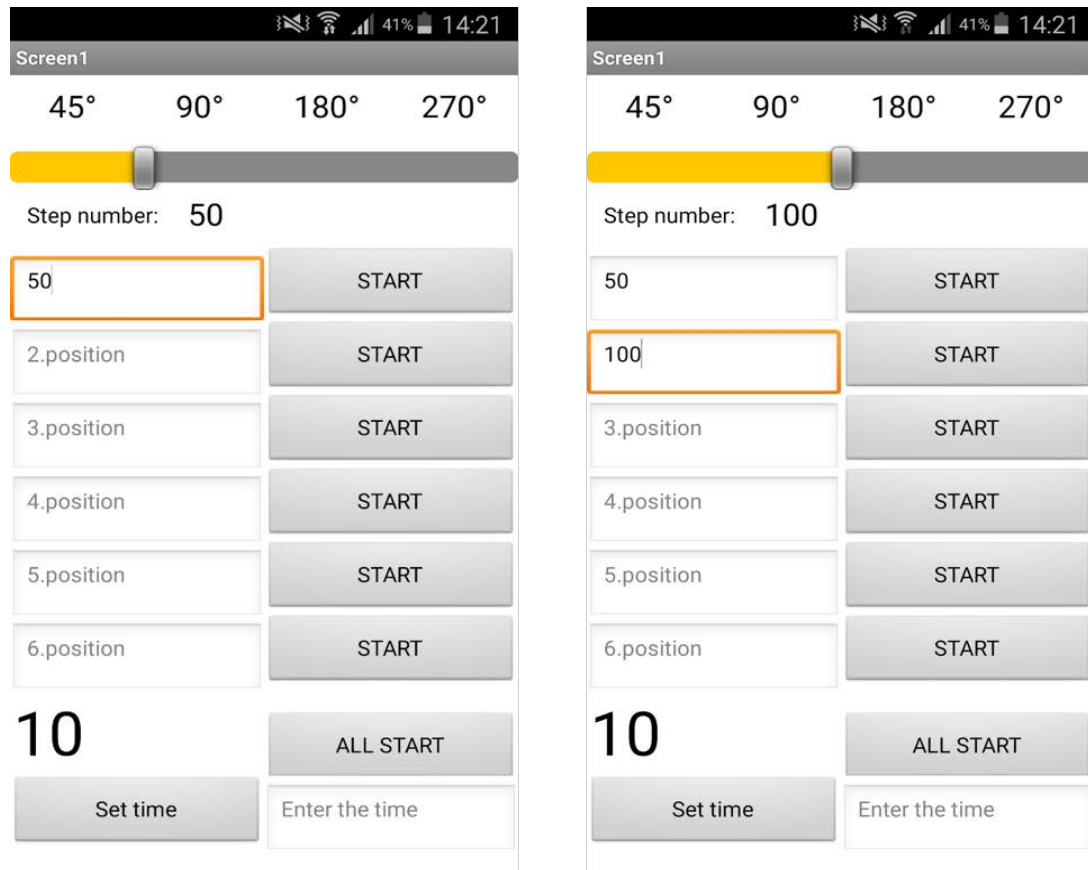 41% 14:21
Screen1
45° 90° 180° 270°
Step number: 50
50 START
2.position START
3.position START
4.position START
5.position START
6.position START
10 ALL START
Set time Enter the time
41% 14:21
Screen1
45° 90° 180° 270°
Step number: 100
50 START
100 START
3.position START
4.position START
5.position START
6.position START
10 ALL START
Set time Enter the time